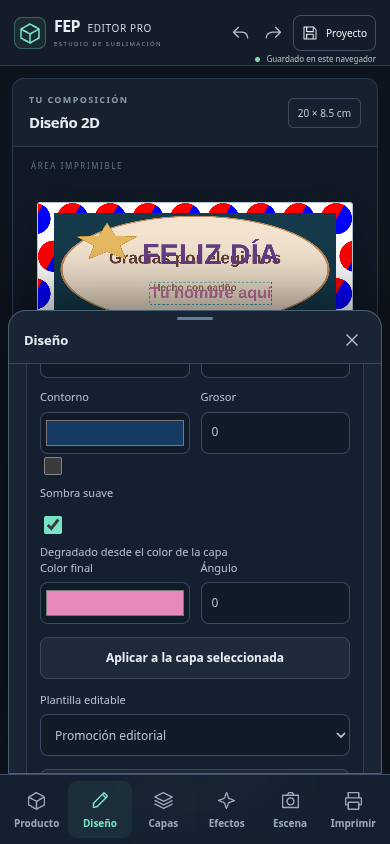 FEP EDITOR PRO
ESTUDIO DE SUBLIMACIÓN
Proyecto
Guardado en este navegador
TU COMPOSICIÓN
Diseño 2D
20 × 8.5 cm
ÁREA IMPRIMIBLE
FELIZ DÍA
Gracias por elegirnos
Hecho con cariño
Tu nombre aquí
Diseño
Contorno
Grosor
0
Sombra suave
Degradado desde el color de la capa
Color final
Ángulo
0
Aplicar a la capa seleccionada
Plantilla editable
Promoción editorial
Producto
Diseño
Capas
Efectos
Escena
Imprimir